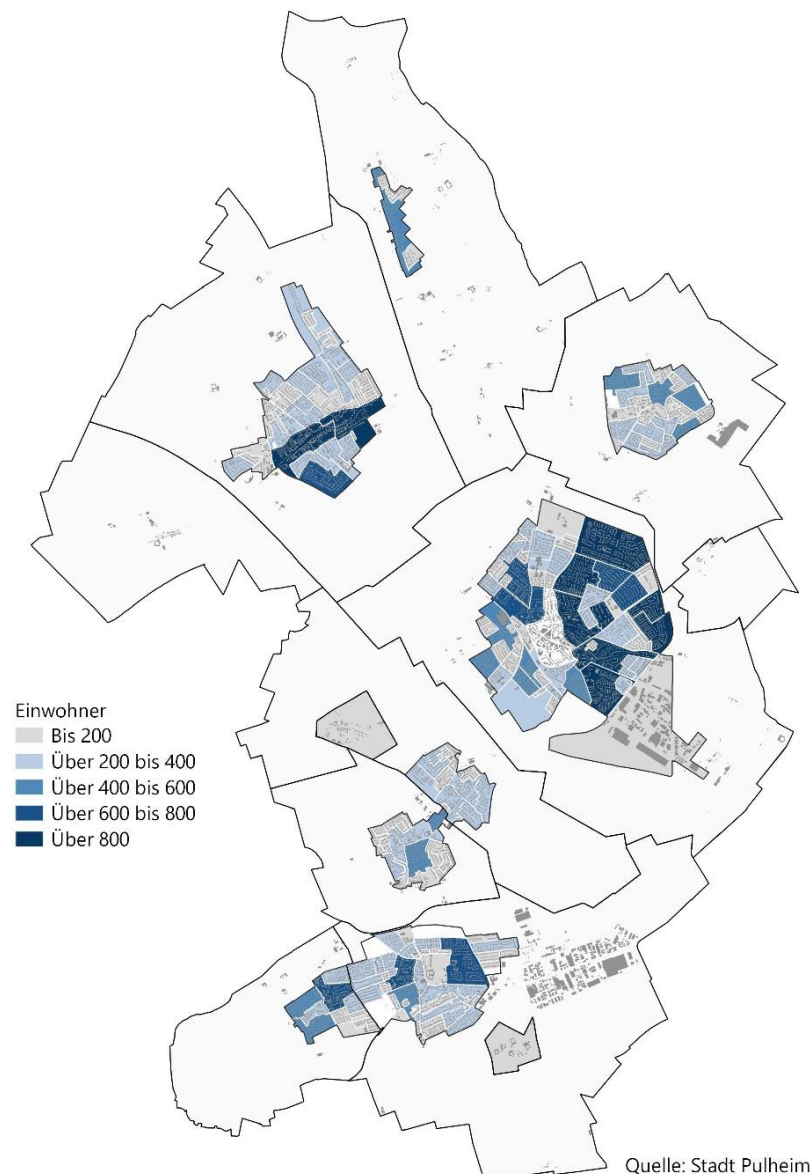 Einwohner
Bis 200
Über 200 bis 400
Über 400 bis 600
Über 600 bis 800
Über 800
Quelle: Stadt Pulheim